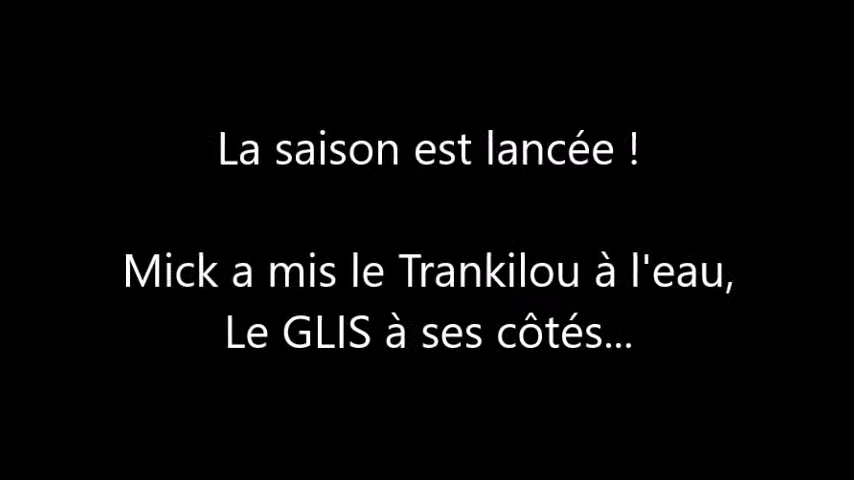 La saison est lancée !
Mick a mis le Trankilou à l'eau,
Le GLIS à ses côtés...